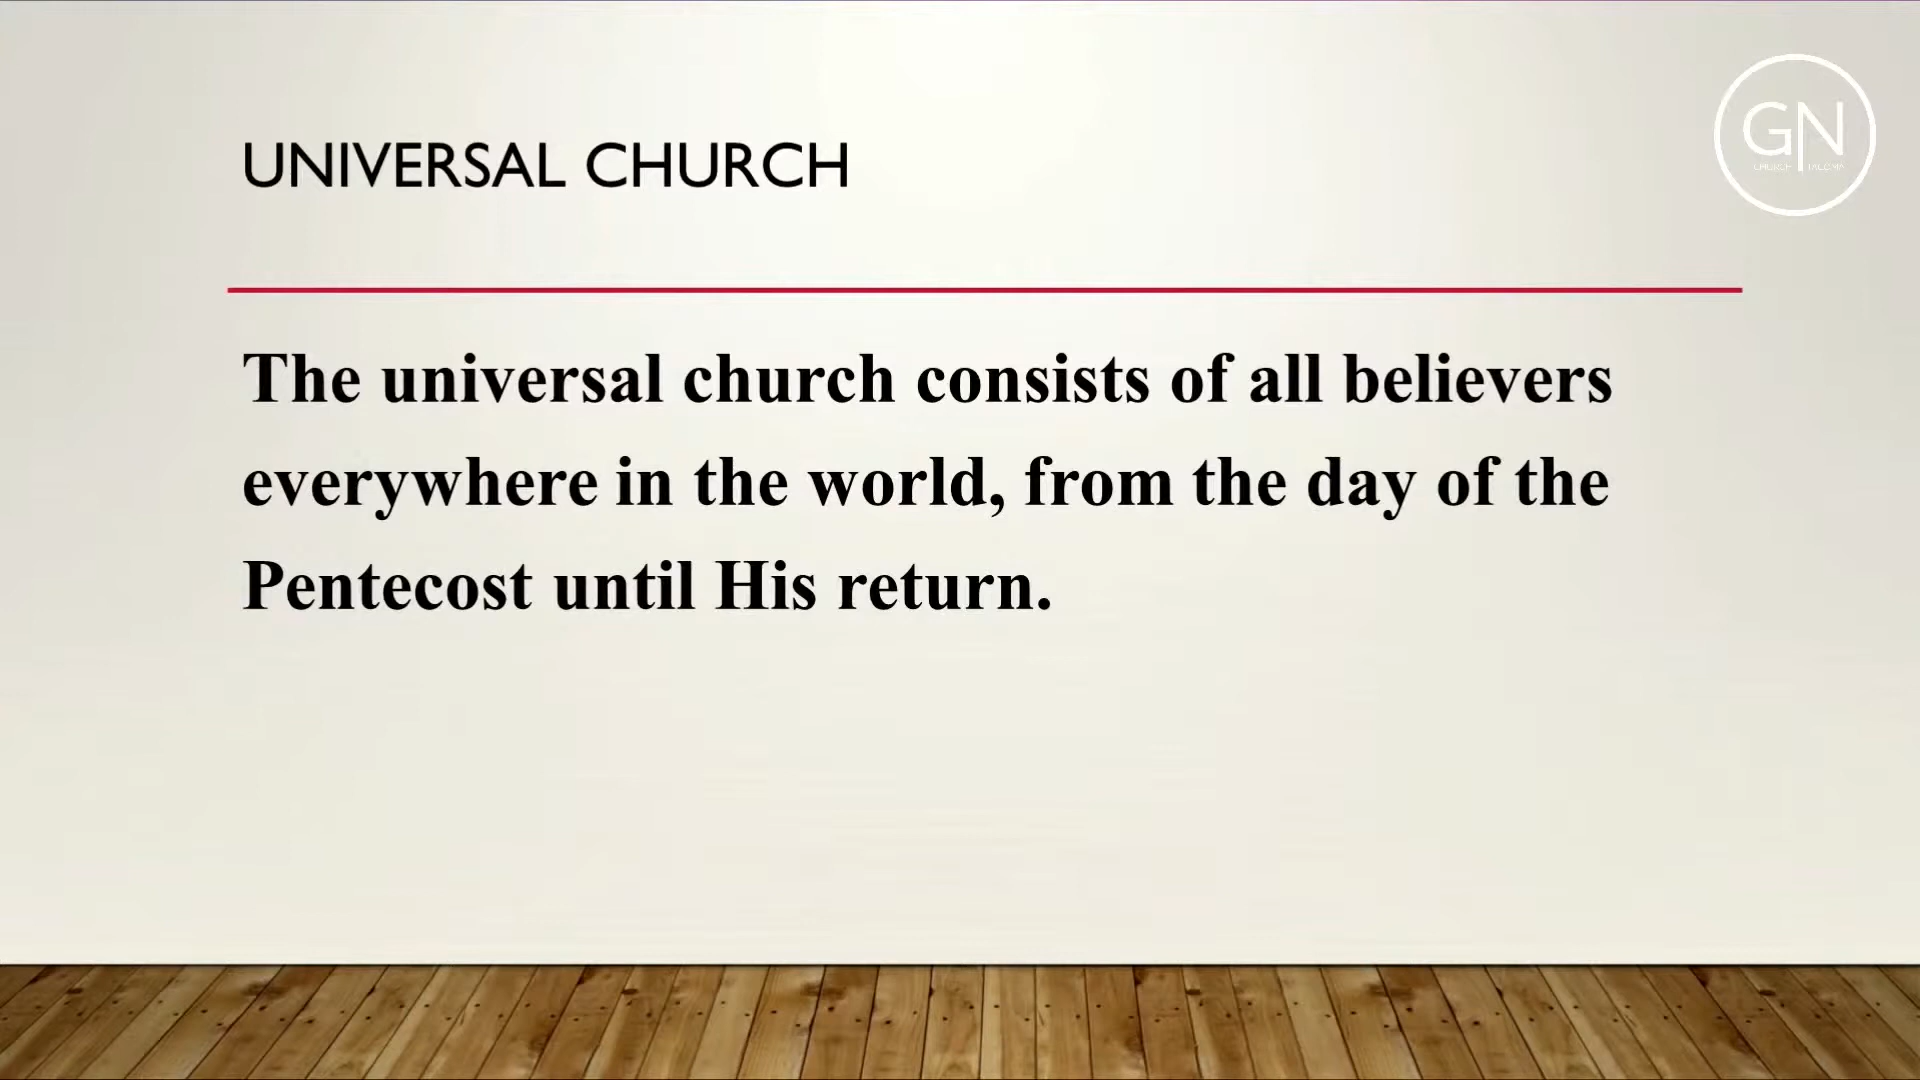 UNIVERSAL CHURCH
GN
CHURCH
The universal church consists of all believers
everywhere in the world, from the day of the
Pentecost until His return.